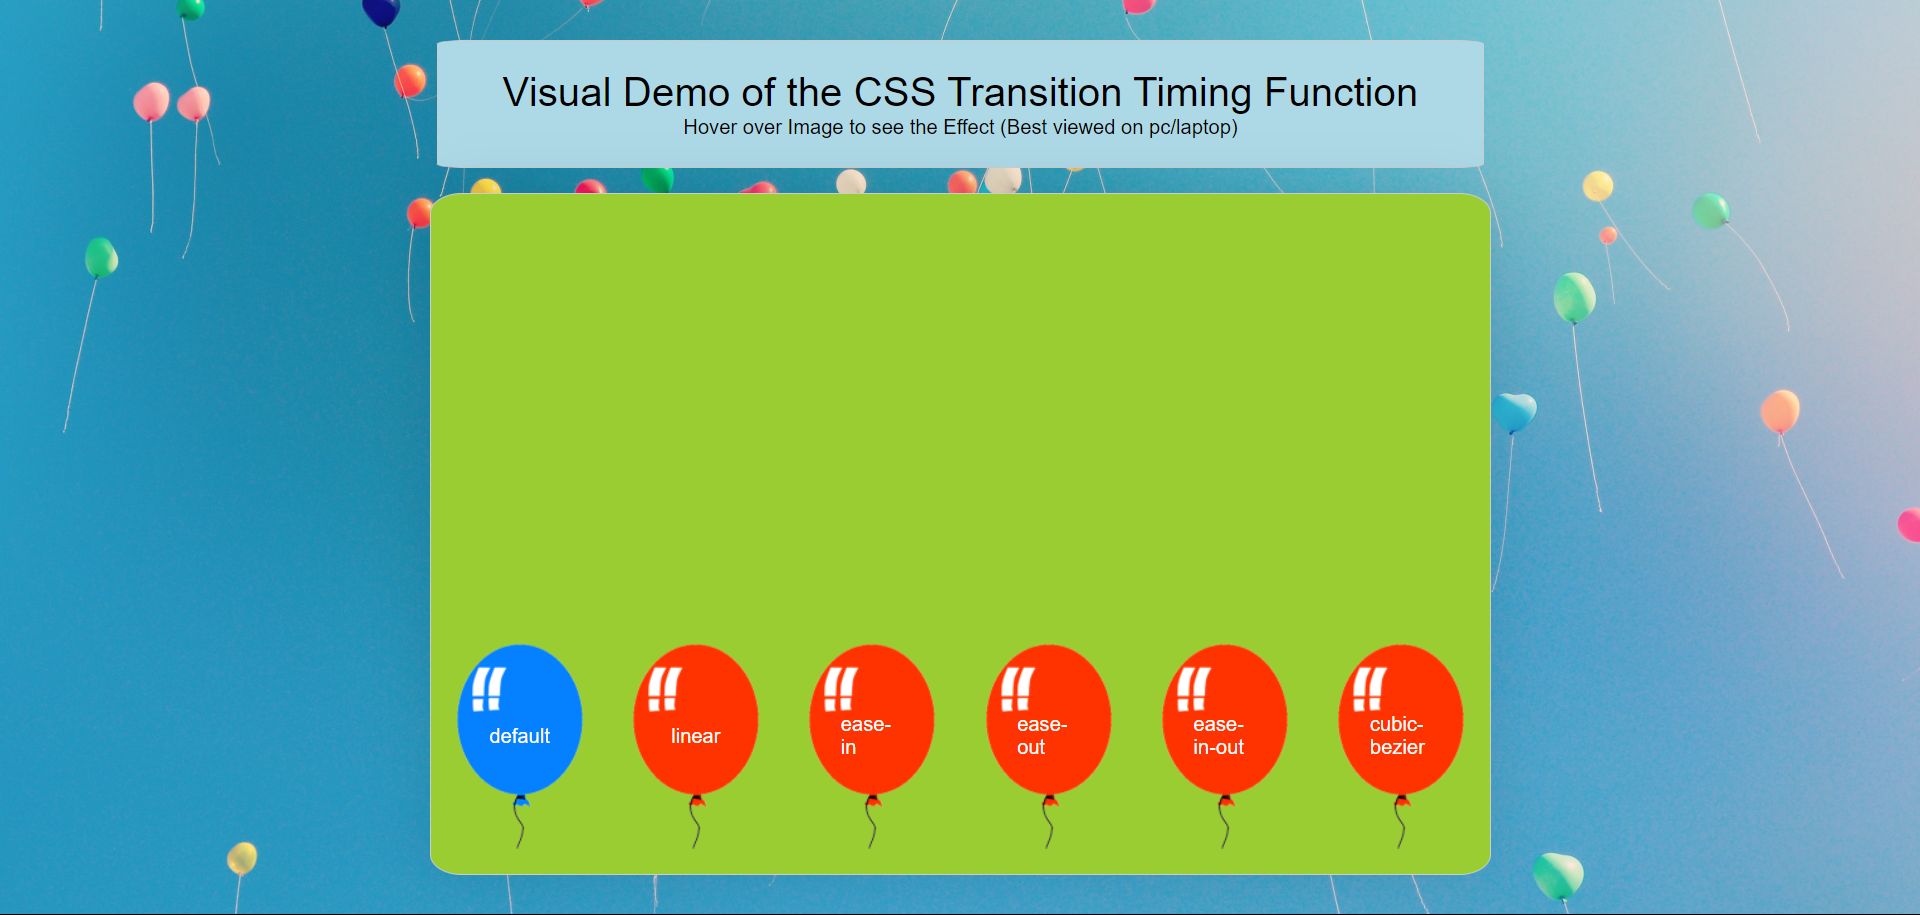 Visual Demo of the CSS Transition Timing Function
Hover over Image to see the Effect (Best viewed on pc/laptop)
default
linear
ease-
in
ease-
out
ease-
in-out
cubic-
bezier